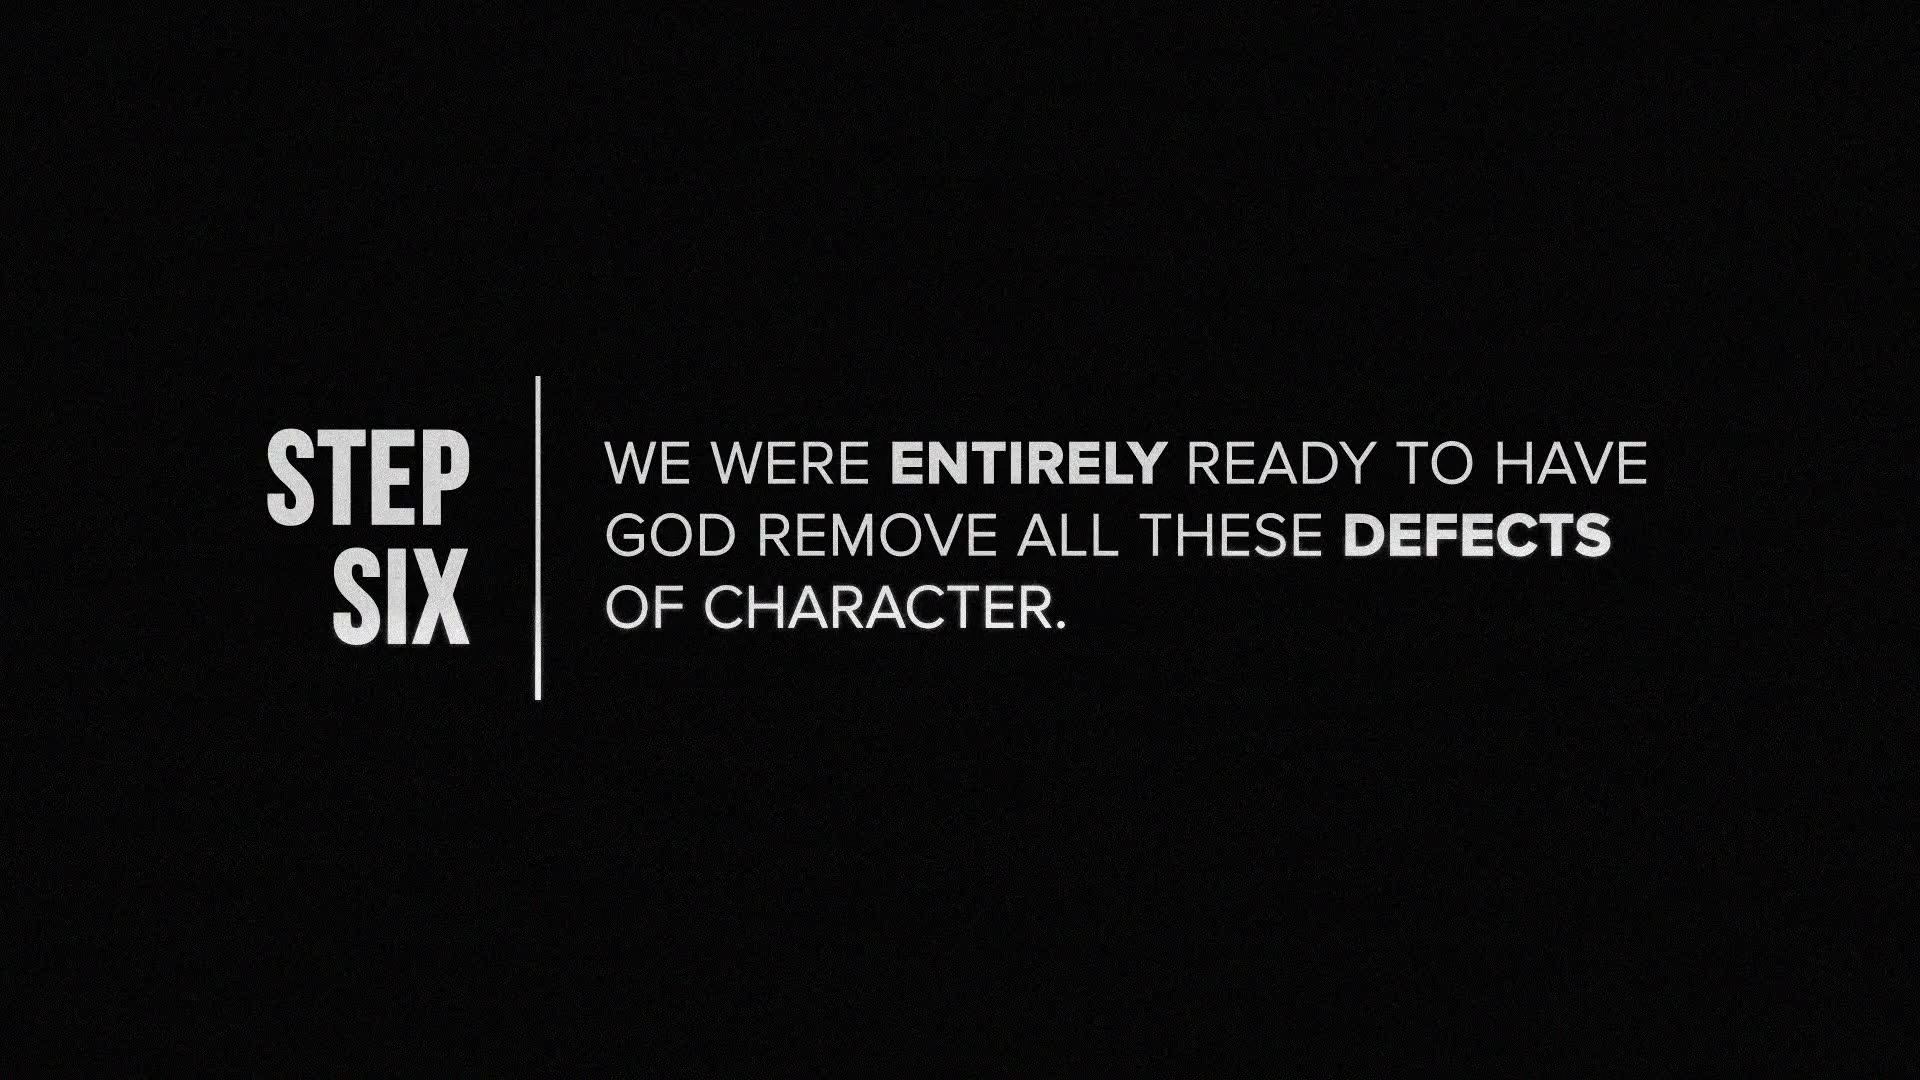 STEP
SIX
WE WERE ENTIRELY READY TO HAVE
GOD REMOVE ALL THESE DEFECTS
OF CHARACTER.